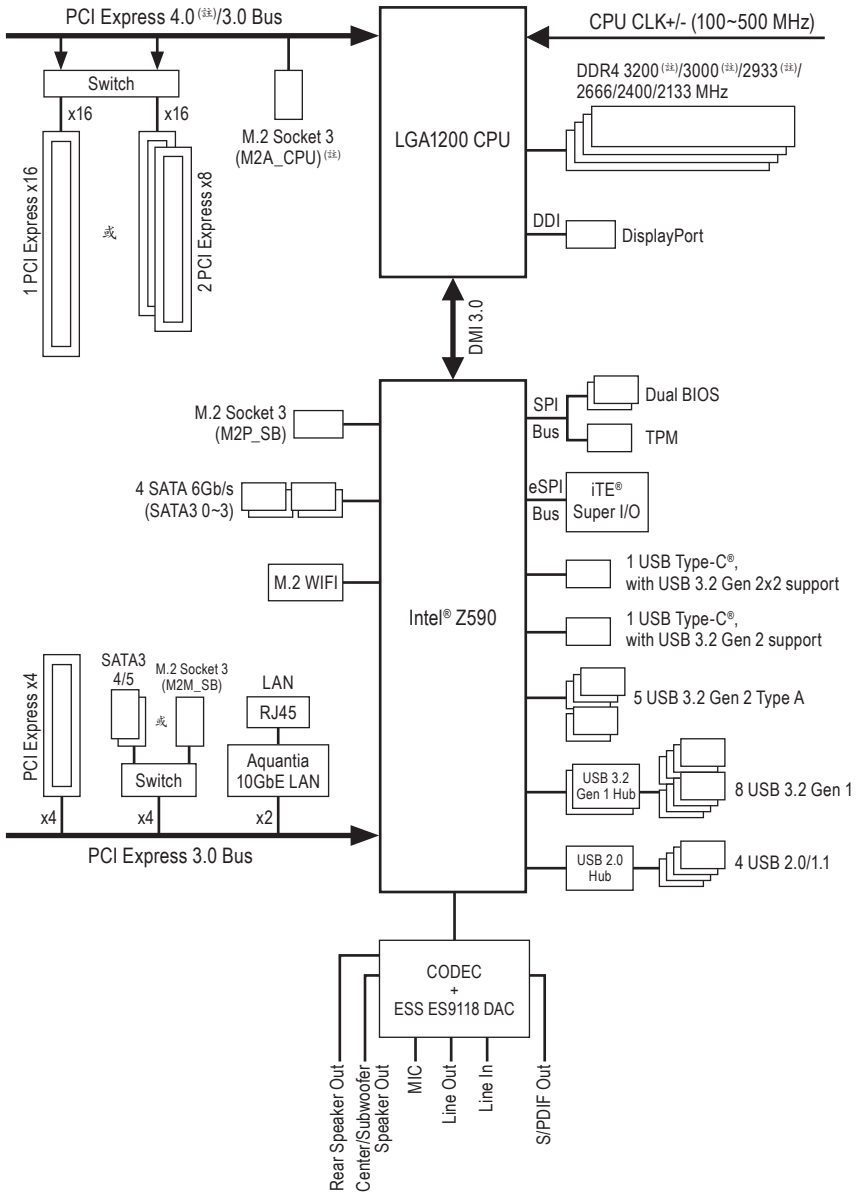 PCI Express 4.0 (註)/3.0 Bus
CPU CLK+/- (100~500 MHz)
Switch
x16
x16
1 PCI Express x16
或
2 PCI Express x8
M.2 Socket 3
(M2A_CPU) (註)
LGA1200 CPU
DDR4 3200 (註)/3000 (註)/2933 (註)/
2666/2400/2133 MHz
DDI
DisplayPort
DMI 3.0
M.2 Socket 3
(M2P_SB)
4 SATA 6Gb/s
(SATA3 0~3)
M.2 WIFI
Intel® Z590
SPI
Bus
Dual BIOS
TPM
eSPI
Bus
iTE®
Super I/O
1 USB Type-C®,
with USB 3.2 Gen 2x2 support
1 USB Type-C®,
with USB 3.2 Gen 2 support
5 USB 3.2 Gen 2 Type A
USB 3.2
Gen 1 Hub
8 USB 3.2 Gen 1
USB 2.0
Hub
4 USB 2.0/1.1
PCI Express x4
SATA3
4/5
或
M.2 Socket 3
(M2M_SB)
Switch
LAN
RJ45
Aquantia
10GbE LAN
x4
x4
x2
PCI Express 3.0 Bus
CODEC
+
ESS ES9118 DAC
Rear Speaker Out
Center/Subwoofer
Speaker Out
MIC
Line Out
Line In
S/PDIF Out